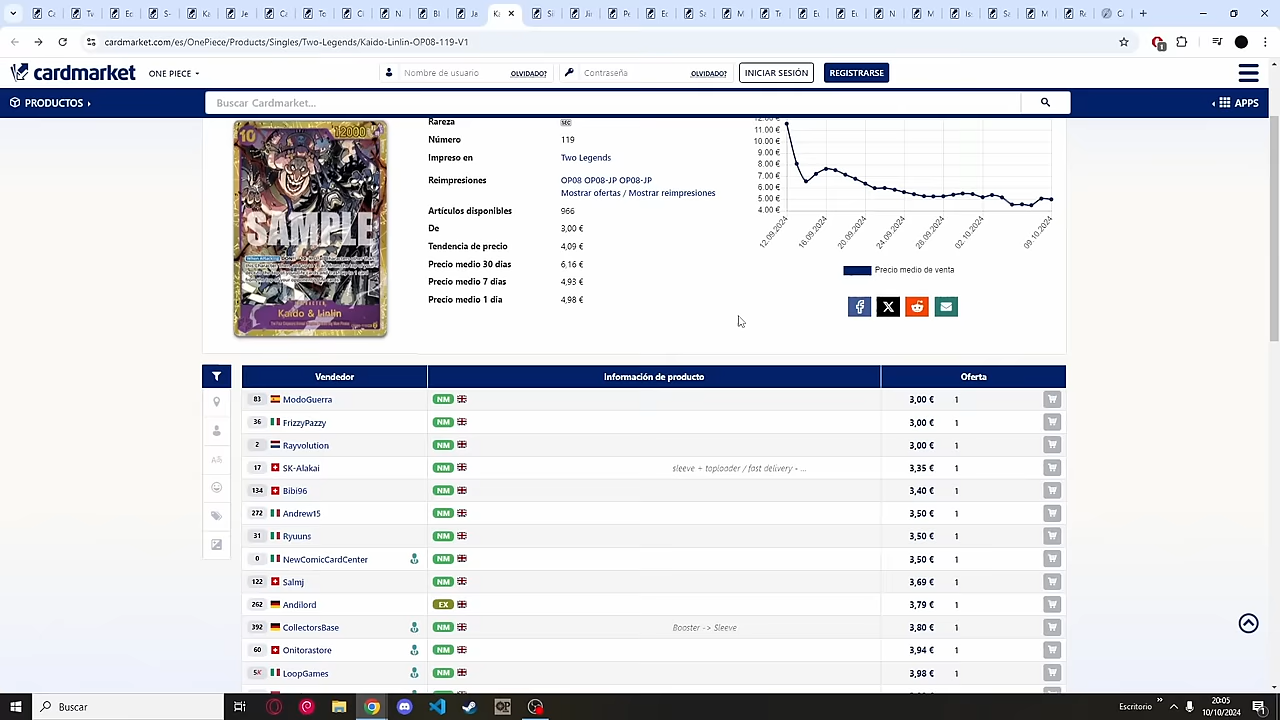 cardmarket.com/es/OnePiece/Products/Singles/Two-Legends/Kaido-Linlin-OP08-119-V1
cardmarket ONE PIECE Nombre de usuario OLVIDADO? Contraseña OLVIDADO? INICIAR SESIÓN REGISTRARSE
PRODUCTOS Buscar Cardmarket... APPS
10 12000
SAMPLE
When Attacking
Kaido & Linlin
Rareza SEC
Número 119
Impreso en Two Legends
Reimpresiones OP08 OP08-JP OP08-JP
Mostrar ofertas / Mostrar reimpresiones
Artículos disponibles 966
De 3,00 €
Tendencia de precio 4,09 €
Precio medio 30 días 6,16 €
Precio medio 7 días 4,93 €
Precio medio 1 día 4,98 €
12.00 €
11.00 €
10.00 €
9.00 €
8.00 €
7.00 €
6.00 €
5.00 €
4.00 €
12.09.2024 16.09.2024 20.09.2024 24.09.2024 28.09.2024 02.10.2024 09.10.2024
Precio medio de venta
Vendedor Información de producto Oferta
83 ModoGuerra NM 3,00 € 1
36 FrizzyPazzy NM 3,00 € 1
2 Rayvolution NM 3,00 € 1
17 SK-Alakai NM sleeve + toploader / fast delivery - ... 3,35 € 1
134 Bibi96 NM 3,40 € 1
272 Andrew15 NM 3,50 € 1
31 Ryuuns NM 3,50 € 1
0 NewComicCardCenter NM 3,50 € 1
122 Salmj NM 3,69 € 1
262 Andilord EX 3,79 € 1
392 CollectorsBase NM Booster -> Sleeve 3,80 € 1
60 Onitorastore NM 3,94 € 1
5K LoopGames NM 3,98 € 1
Buscar
Escritorio
20:05
10/10/2024